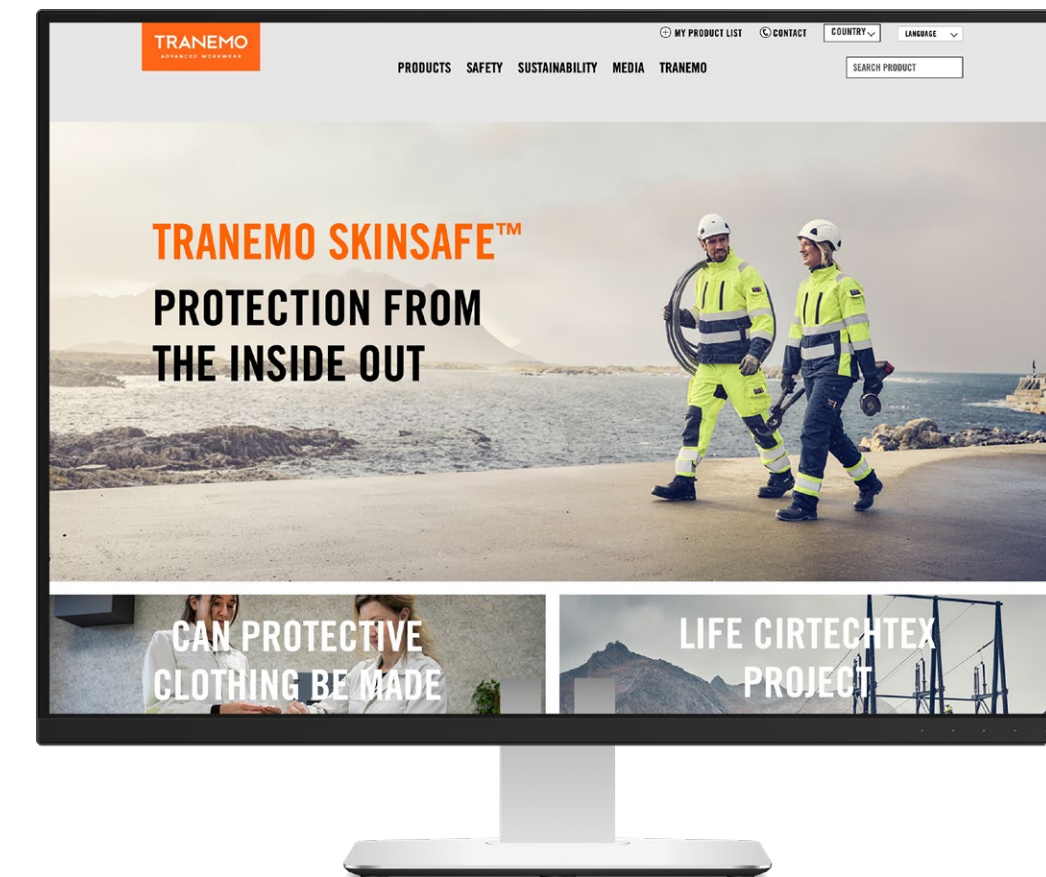 TRANEMO
ADVANCED WORKWEAR
MY PRODUCT LIST
CONTACT
COUNTRY
LANGUAGE
PRODUCTS SAFETY SUSTAINABILITY MEDIA TRANEMO
SEARCH PRODUCT
TRANEMO SKINSAFE™
PROTECTION FROM
THE INSIDE OUT
CAN PROTECTIVE
CLOTHING BE MADE
LIFE CIRTECHTEX
PROJECT